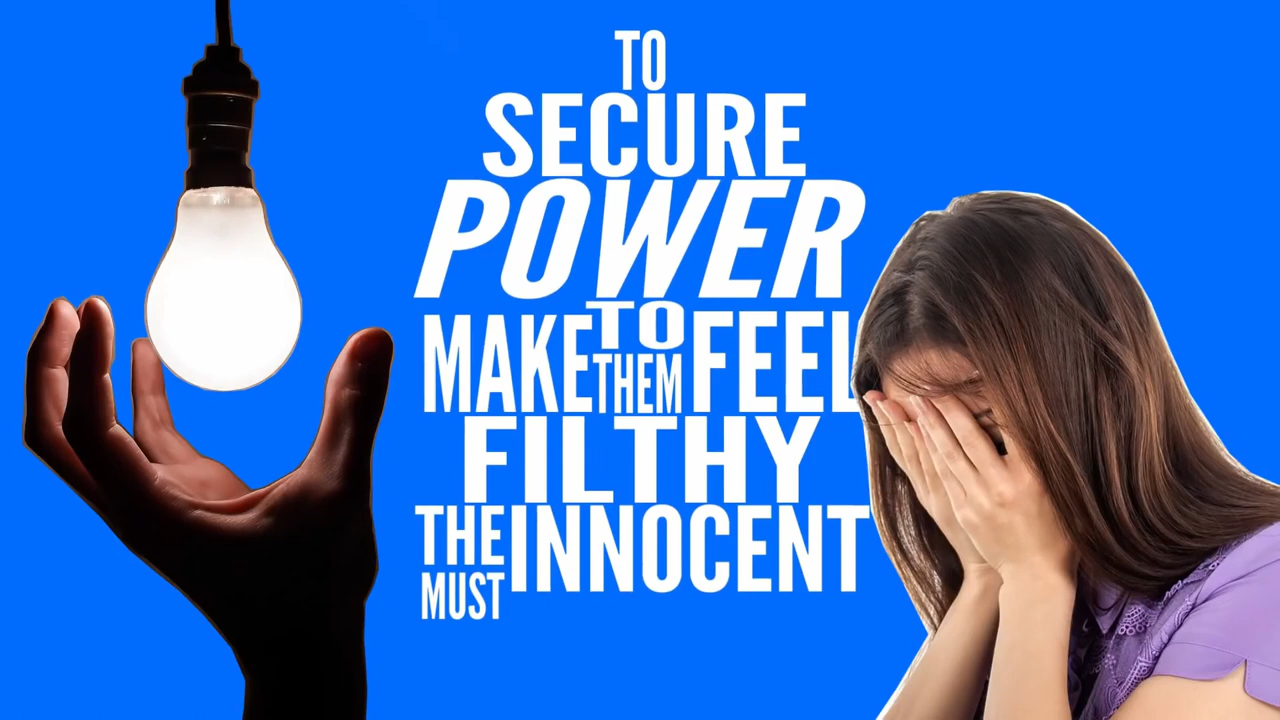 TO
SECURE
POWER
TO
MAKE THEM FEEL
FILTHY
THE INNOCENT
MUST